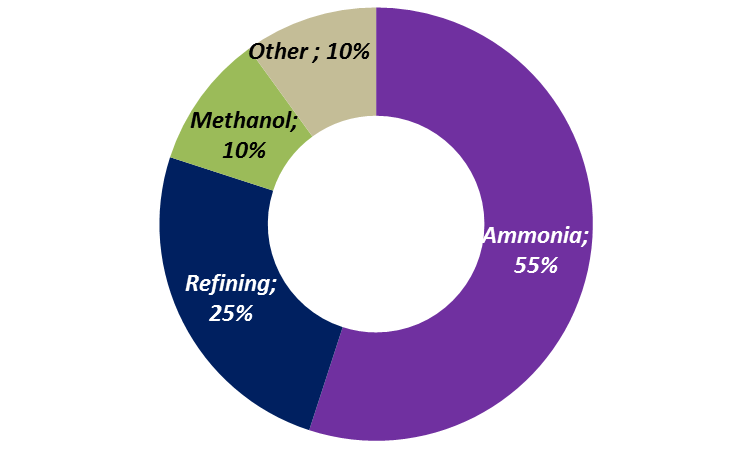 Other ; 10%
Methanol;
10%
Ammonia;
55%
Refining;
25%